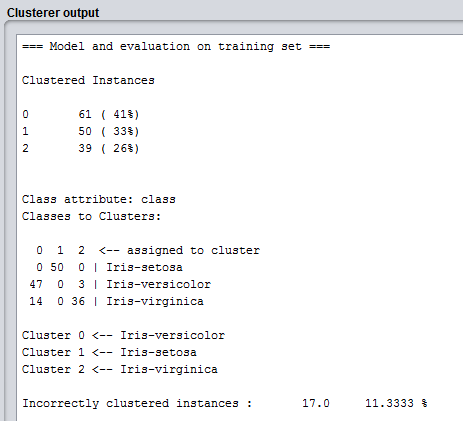 Clusterer output
=== Model and evaluation on training set ===
Clustered Instances
0       61 ( 41%)
1       50 ( 33%)
2       39 ( 26%)
Class attribute: class
Classes to Clusters:
  0  1  2  <-- assigned to cluster
  0 50  0 | Iris-setosa
 47  0  3 | Iris-versicolor
 14  0 36 | Iris-virginica
Cluster 0 <-- Iris-versicolor
Cluster 1 <-- Iris-setosa
Cluster 2 <-- Iris-virginica
Incorrectly clustered instances :       17.0     11.3333 %